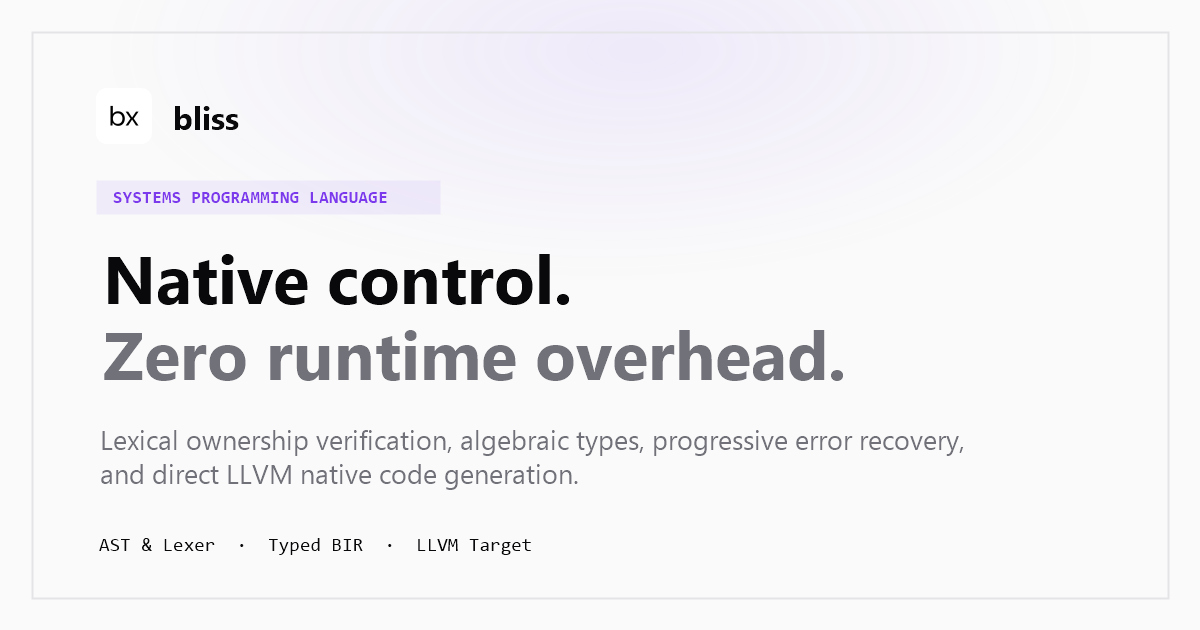 bx bliss
SYSTEMS PROGRAMMING LANGUAGE
Native control.
Zero runtime overhead.
Lexical ownership verification, algebraic types, progressive error recovery,
and direct LLVM native code generation.
AST & Lexer · Typed BIR · LLVM Target